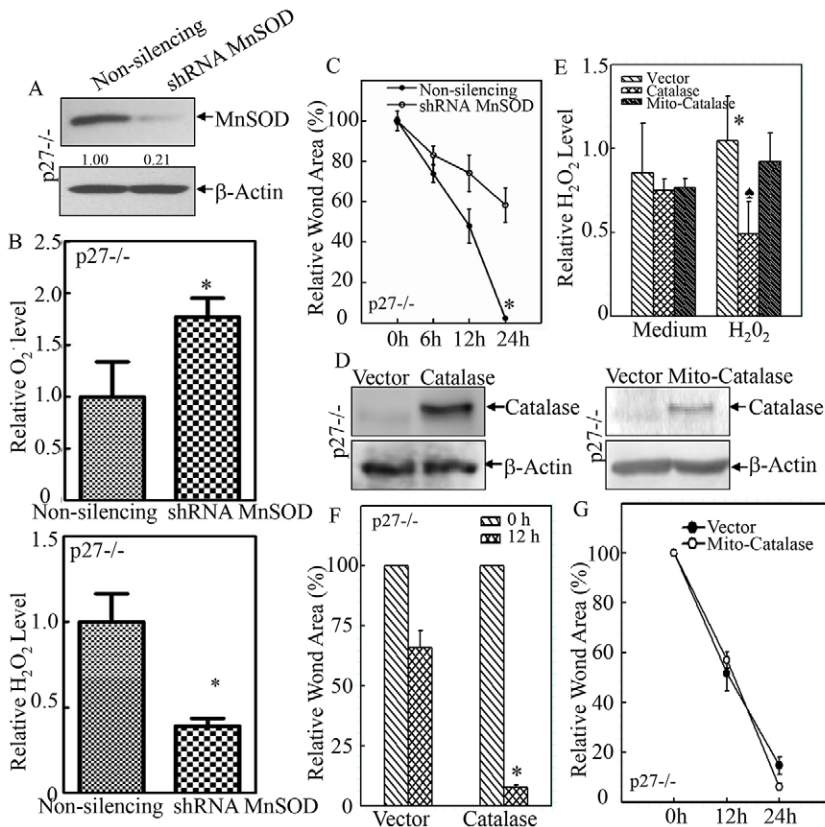 A
Non-silencing
shRNA MnSOD
p27-/-
MnSOD
1.00 0.21
β-Actin
B
p27-/-
Relative O₂⁻ level
2.5
2.0
1.5
1.0
0.5
0
*
Non-silencing shRNA MnSOD
p27-/-
Relative H₂O₂ Level
1.5
1.0
0.5
0
*
Non-silencing shRNA MnSOD
C
Non-silencing
shRNA MnSOD
Relative Wond Area (%)
100
80
60
40
20
0
*
p27-/-
0h 6h 12h 24h
D
Vector Catalase
p27-/-
Catalase
β-Actin
Vector Mito-Catalase
p27-/-
Catalase
β-Actin
E
Vector
Catalase
Mito-Catalase
Relative H₂O₂ Level
1.5
1.0
0.5
0
*
♠
Medium H₂0₂
F
p27-/-
0 h
12 h
Relative Wond Area (%)
100
75
50
75
0
*
Vector Catalase
G
Vector
Mito-Catalase
Relative Wond Area (%)
100
80
60
40
20
0
p27-/-
0h 12h 24h